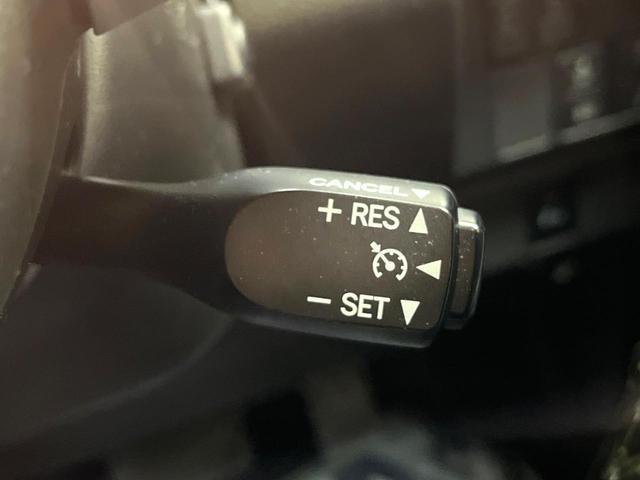 CANCEL ▼
+ RES ▲
◀
− SET ▼